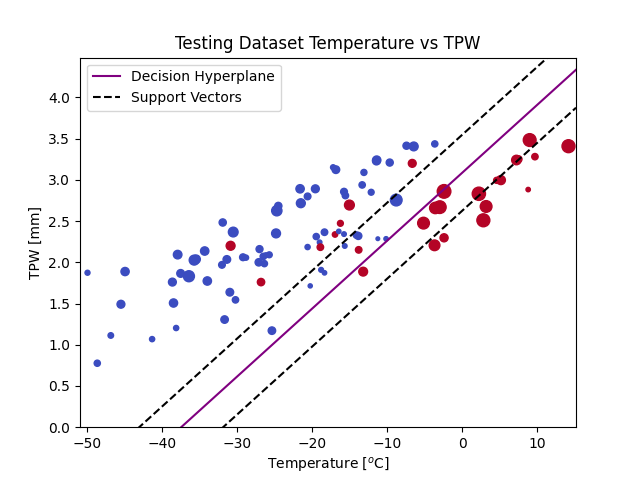 Testing Dataset Temperature vs TPW
Decision Hyperplane
Support Vectors
TPW [mm]
4.0
3.5
3.0
2.5
2.0
1.5
1.0
0.5
0.0
−50 −40 −30 −20 −10 0 10
Temperature [°C]